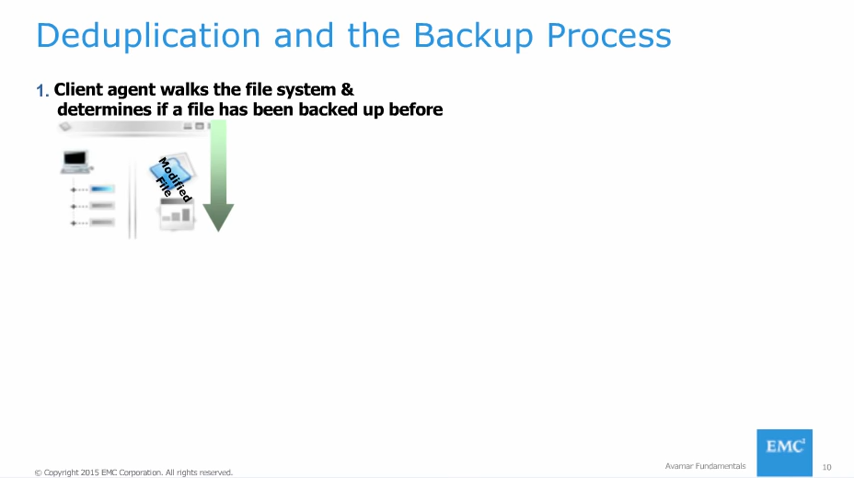 Deduplication and the Backup Process
1. Client agent walks the file system &
determines if a file has been backed up before
Modified
File
EMC²
Avamar Fundamentals
10
© Copyright 2015 EMC Corporation. All rights reserved.